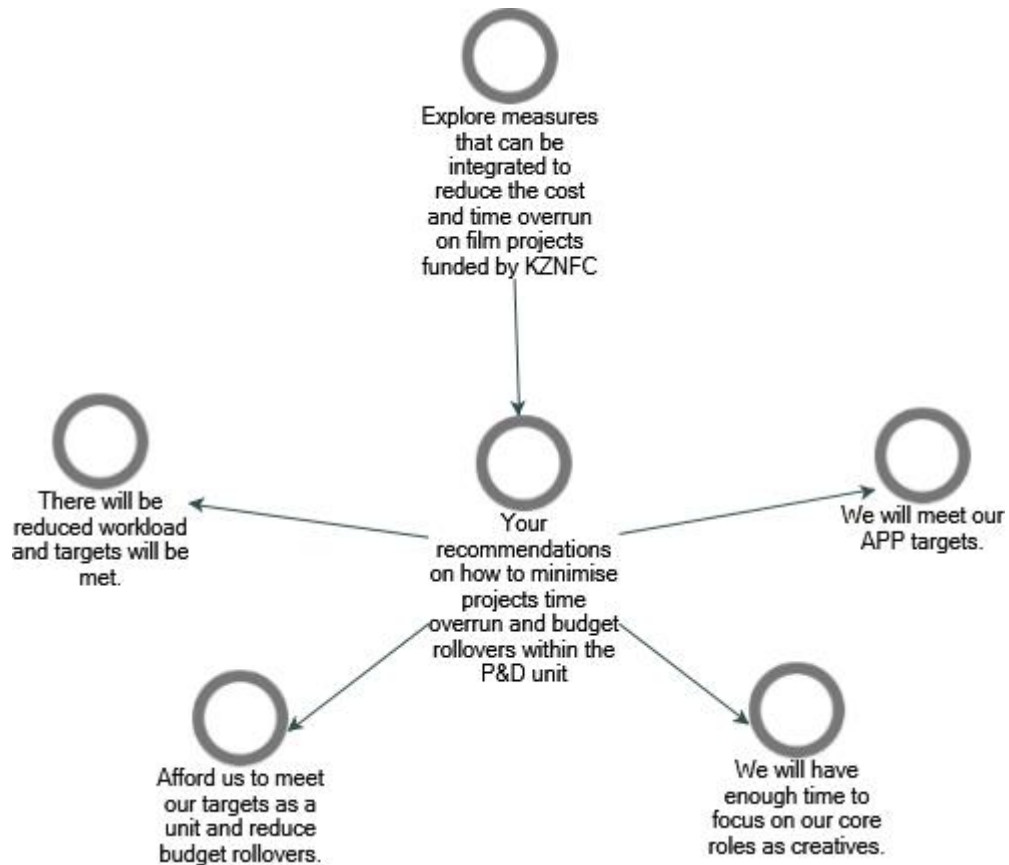 Explore measures
that can be
integrated to
reduce the cost
and time overrun
on film projects
funded by KZNFC
There will be
reduced workload
and targets will be
met.
Your
recommendations
on how to minimise
projects time
overrun and budget
rollovers within the
P&D unit
We will meet our
APP targets.
Afford us to meet
our targets as a
unit and reduce
budget rollovers.
We will have
enough time to
focus on our core
roles as creatives.